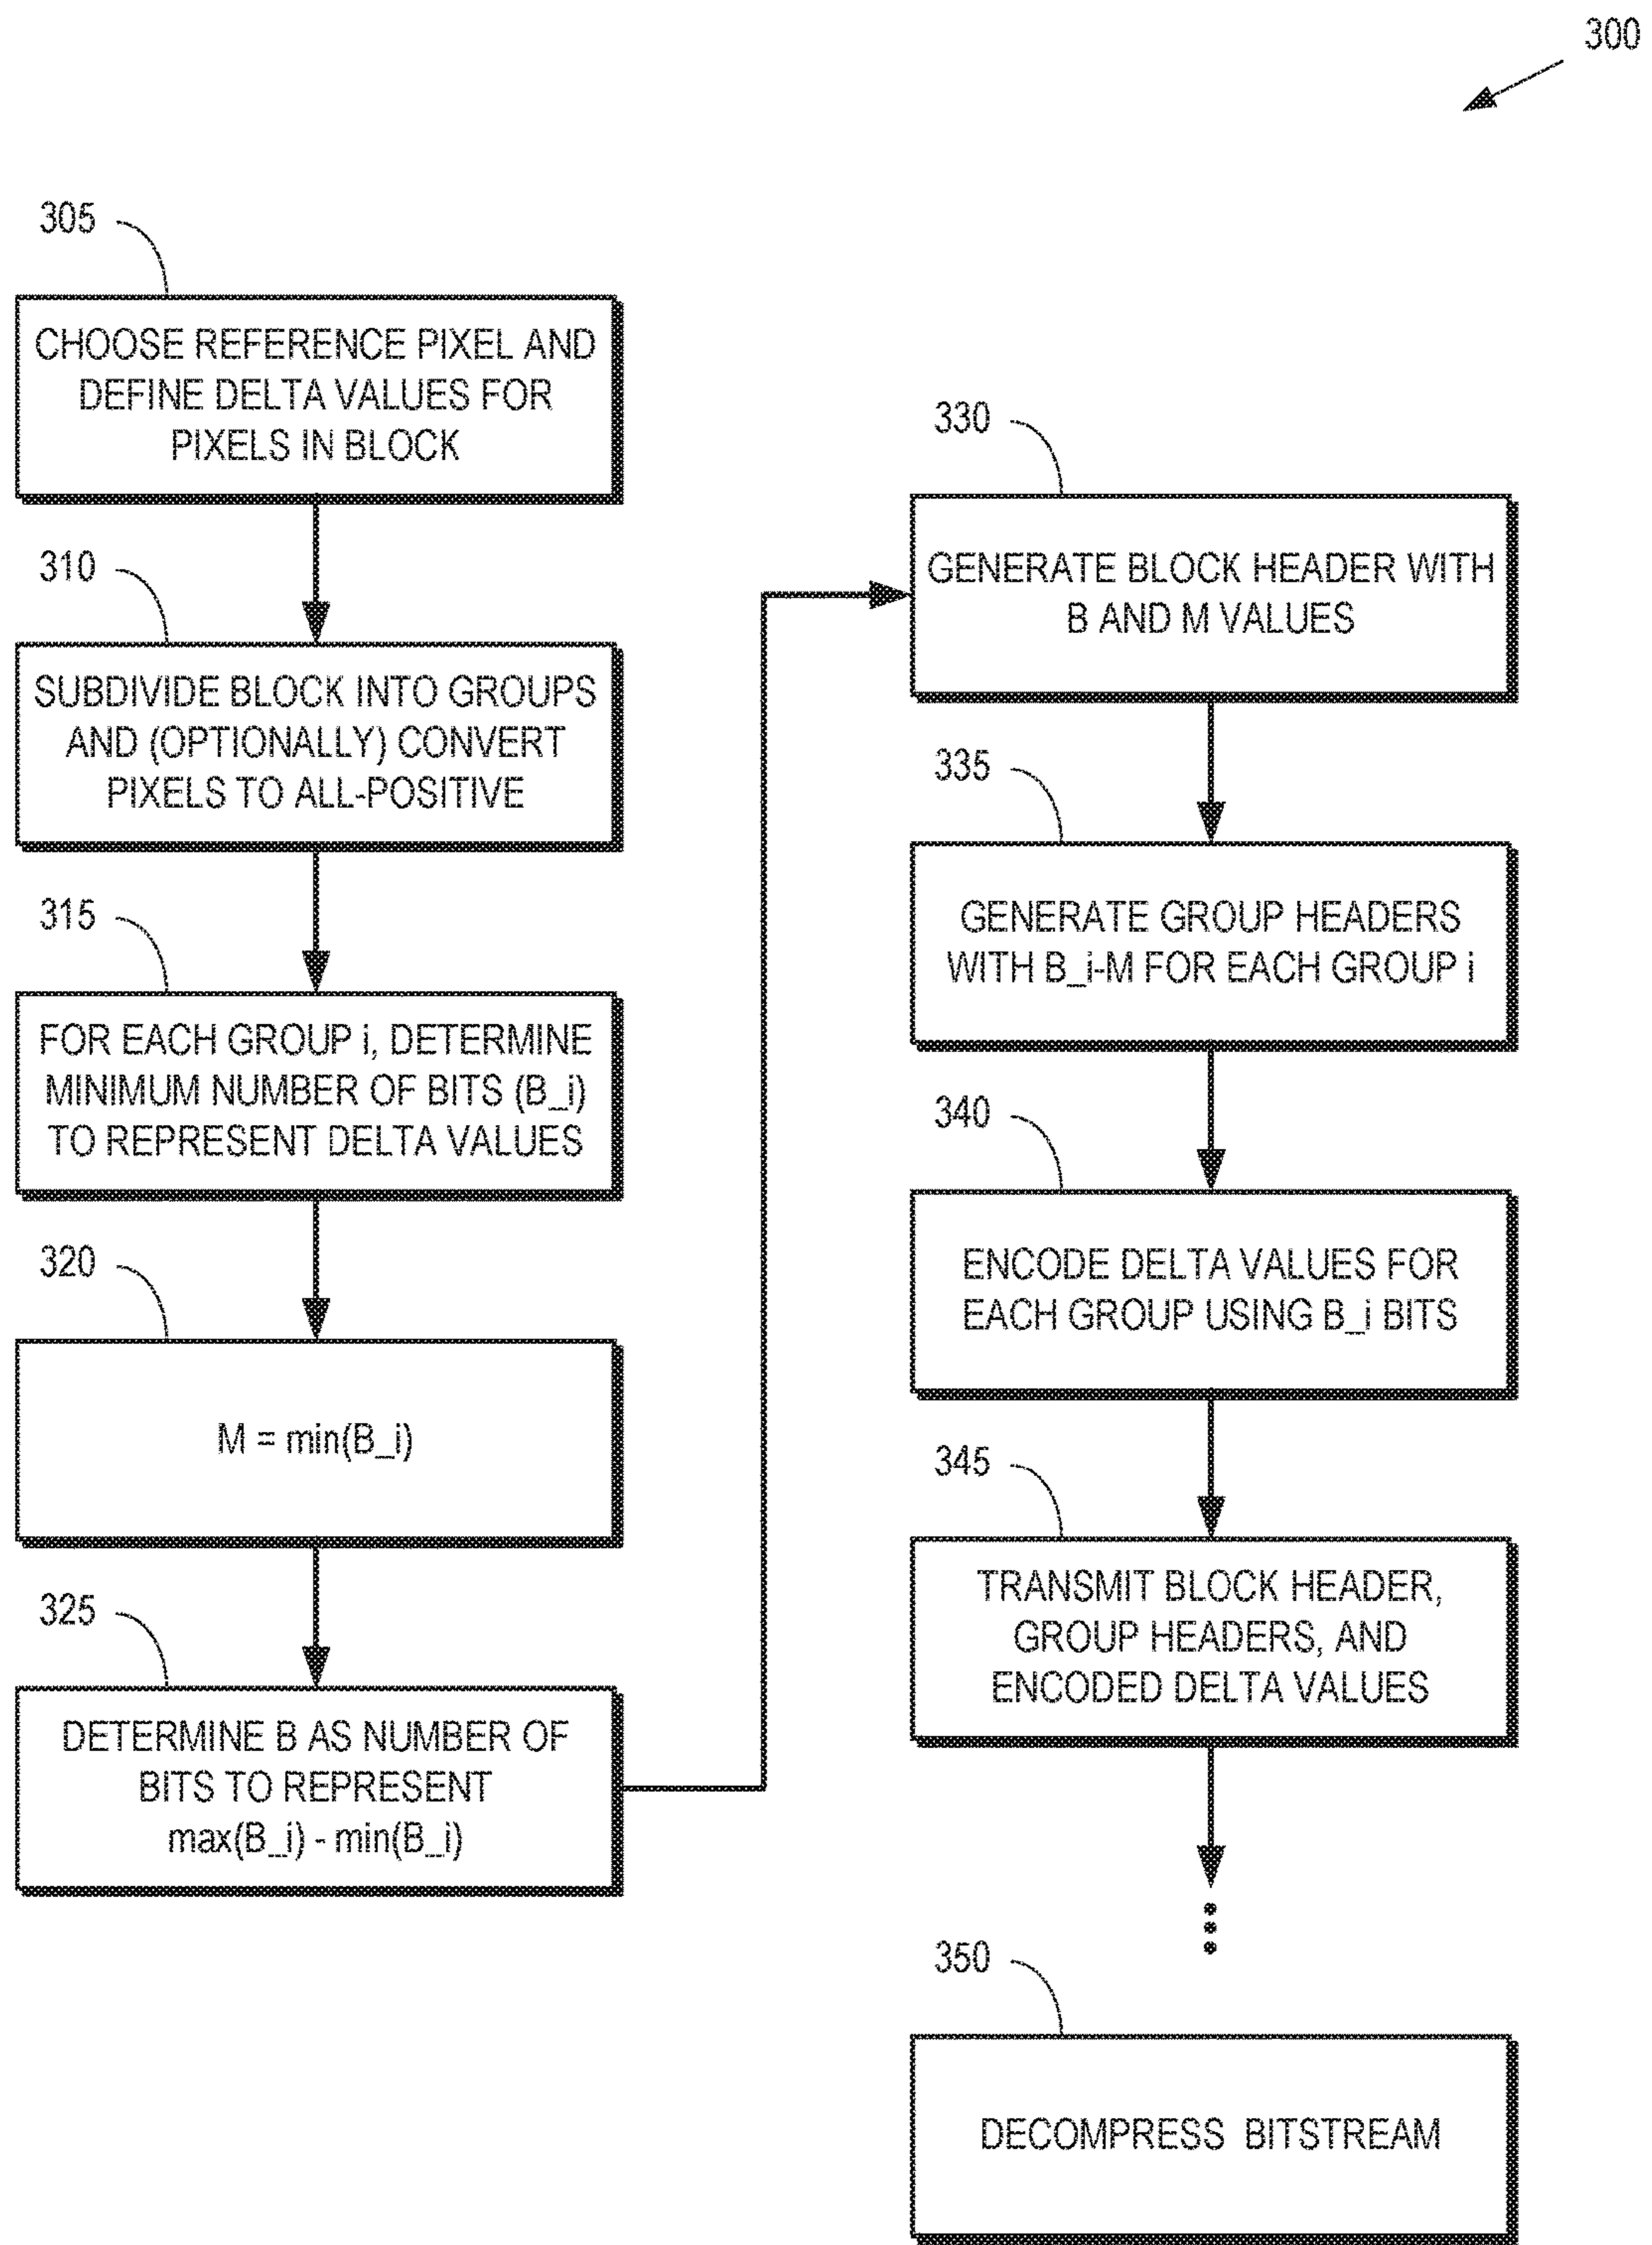 300
305
CHOOSE REFERENCE PIXEL AND
DEFINE DELTA VALUES FOR
PIXELS IN BLOCK
310
SUBDIVIDE BLOCK INTO GROUPS
AND (OPTIONALLY) CONVERT
PIXELS TO ALL-POSITIVE
315
FOR EACH GROUP i, DETERMINE
MINIMUM NUMBER OF BITS (B_i)
TO REPRESENT DELTA VALUES
320
M = min(B_i)
325
DETERMINE B AS NUMBER OF
BITS TO REPRESENT
max(B_i) - min(B_i)
330
GENERATE BLOCK HEADER WITH
B AND M VALUES
335
GENERATE GROUP HEADERS
WITH B_i-M FOR EACH GROUP i
340
ENCODE DELTA VALUES FOR
EACH GROUP USING B_i BITS
345
TRANSMIT BLOCK HEADER,
GROUP HEADERS, AND
ENCODED DELTA VALUES
350
DECOMPRESS BITSTREAM